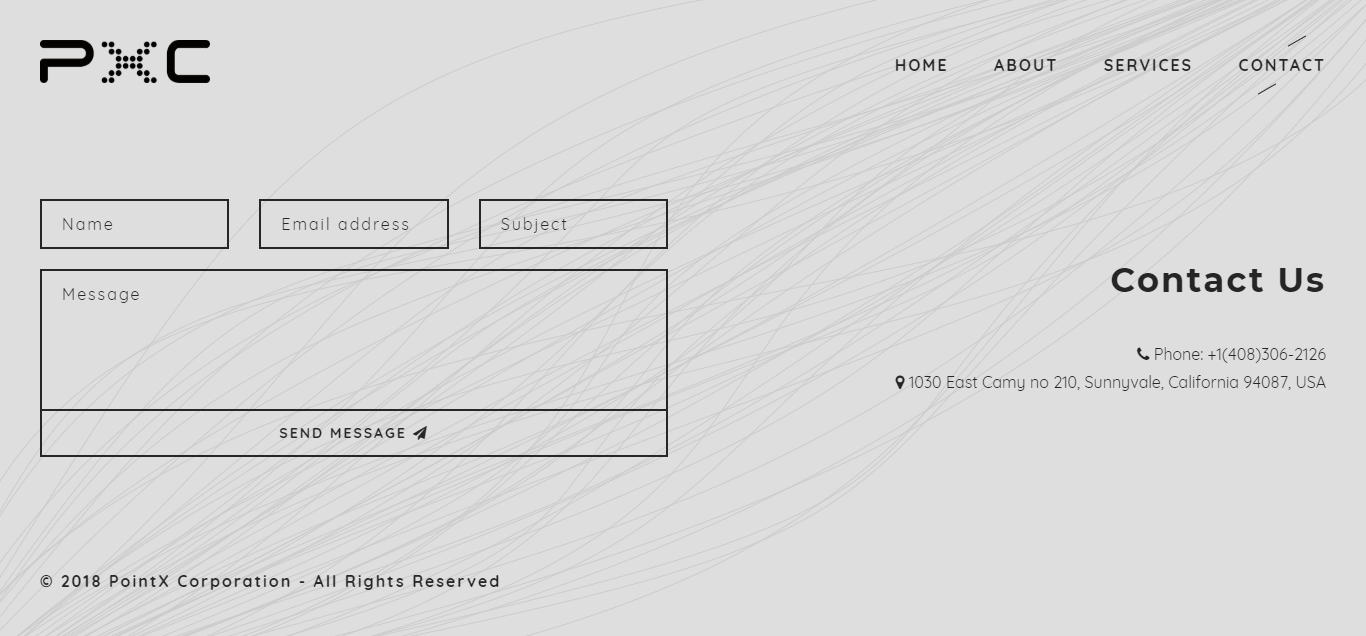 PXC
HOME ABOUT SERVICES CONTACT
Name Email address Subject
Message
SEND MESSAGE
Contact Us
Phone: +1(408)306-2126
1030 East Camy no 210, Sunnyvale, California 94087, USA
© 2018 PointX Corporation - All Rights Reserved